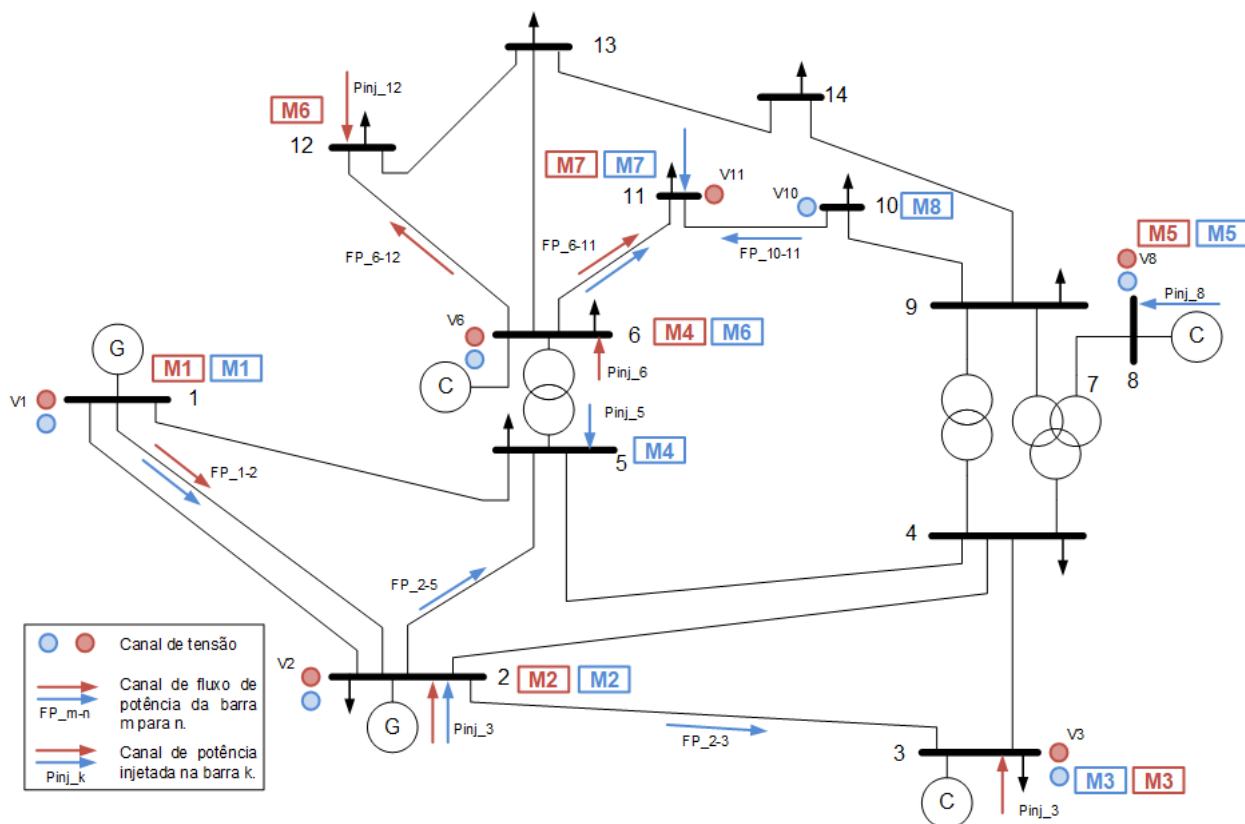 13
14
Pinj_12
M6
12
M7 M7
V11
11
V10
10
M8
FP_6-12
FP_6-11
FP_10-11
M5 M5
V8
Pinj_8
C
8
7
9
G
M1 M1
1
V1
V6
6
M4 M6
C
Pinj_6
Pinj_5
5
M4
FP_1-2
4
FP_2-5
V2
2
M2 M2
G
Pinj_3
FP_2-3
3
V3
M3 M3
C
Pinj_3
Canal de tensão
Canal de fluxo de
potência da barra
m para n.
FP_m-n
Canal de potência
injetada na barra k.
Pinj_k